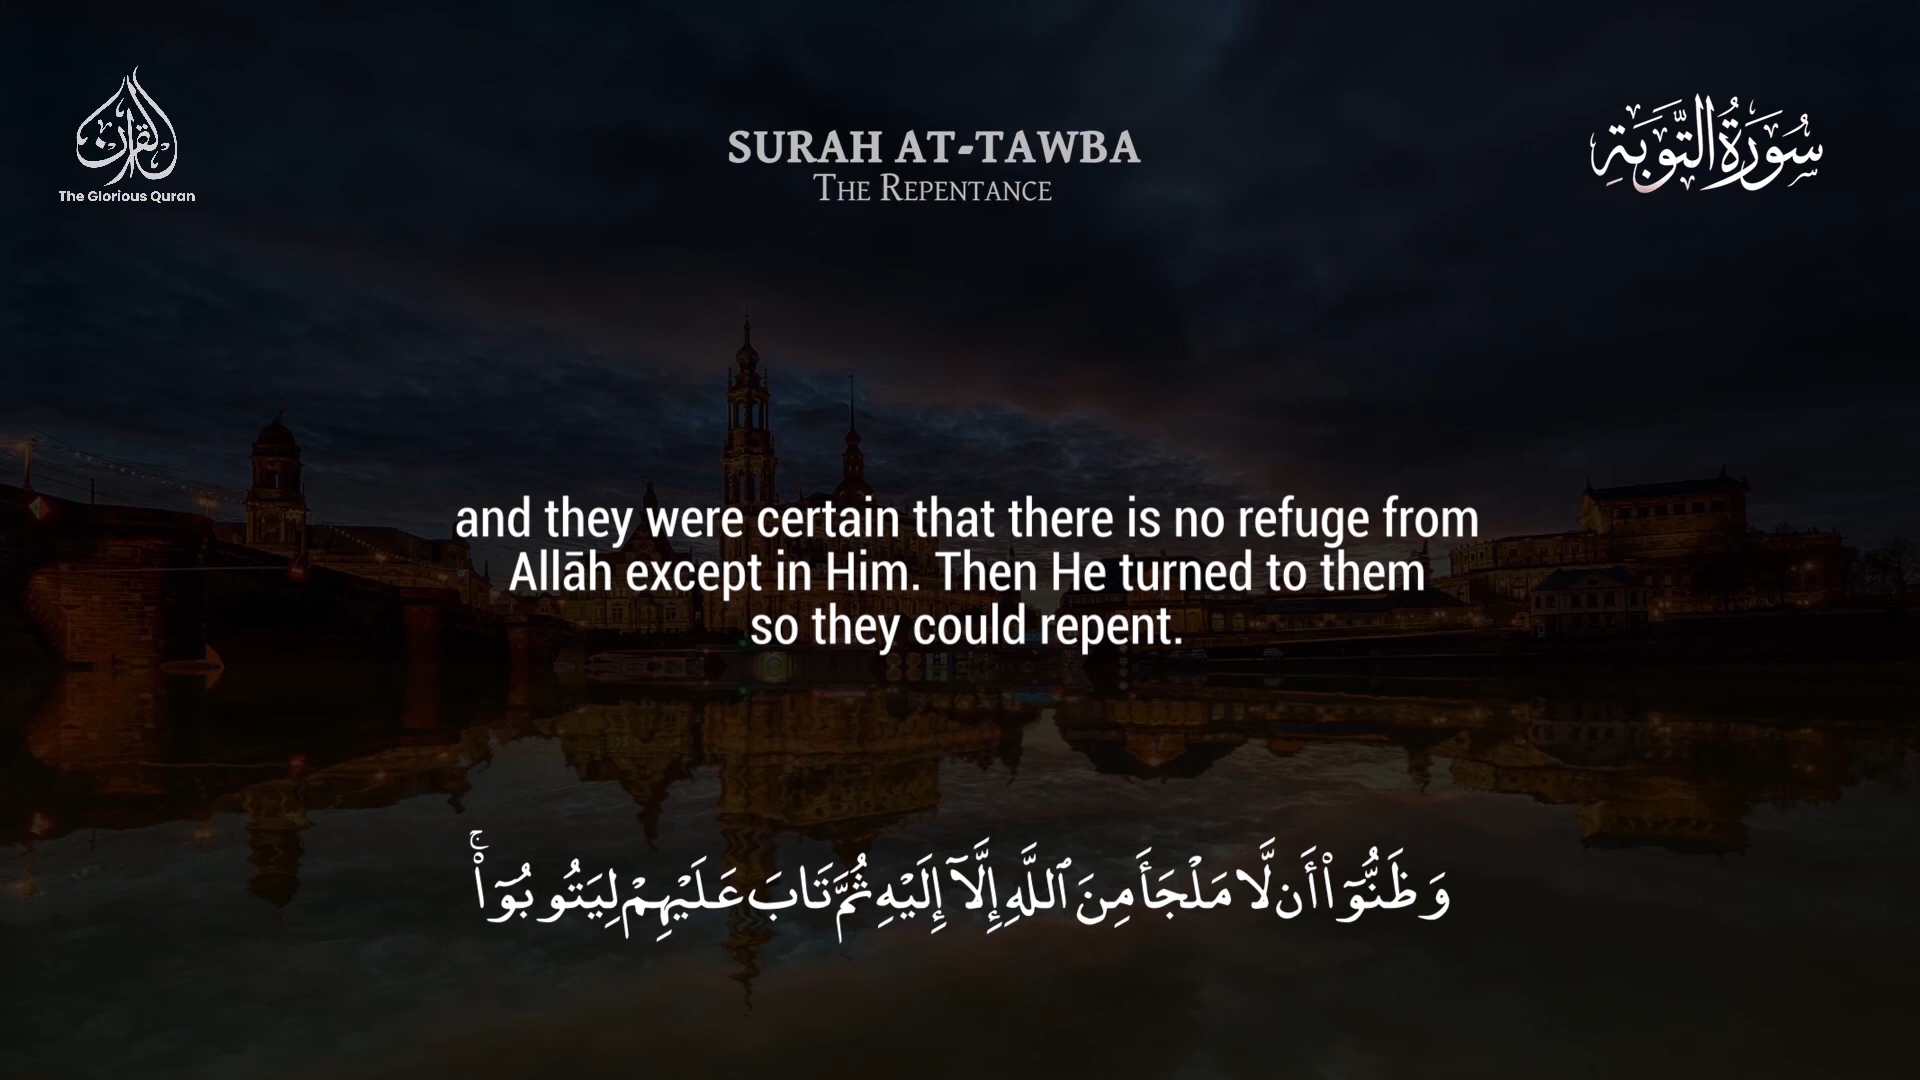 القرآن
The Glorious Quran
SURAH AT-TAWBA
THE REPENTANCE
سُورَةُ التَّوْبَةِ
and they were certain that there is no refuge from
Allāh except in Him. Then He turned to them
so they could repent.
وَظَنُّوٓا۟ أَن لَّا مَلْجَأَ مِنَ ٱللَّهِ إِلَّآ إِلَيْهِ ثُمَّ تَابَ عَلَيْهِمْ لِيَتُوبُوٓا۟ ۚ